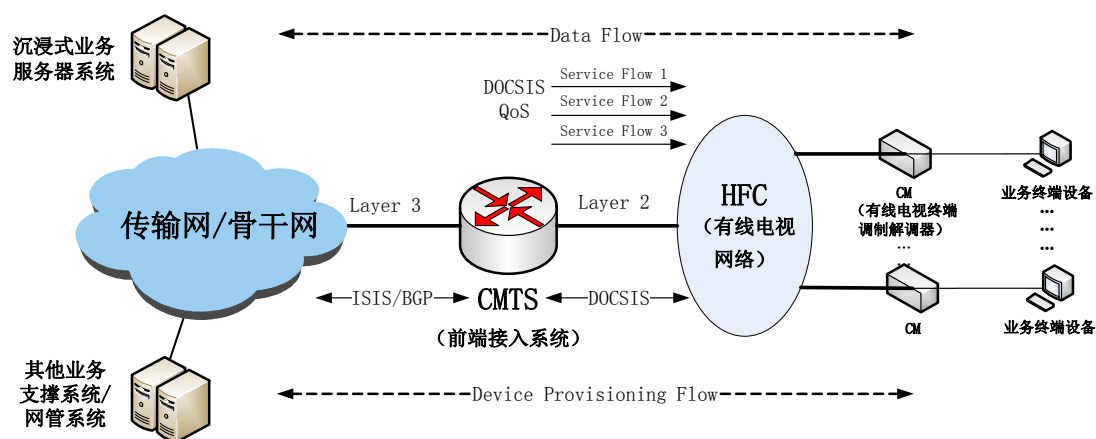 沉浸式业务
服务器系统
Data Flow
DOCSIS
QoS
Service Flow 1
Service Flow 2
Service Flow 3
传输网/骨干网
Layer 3
Layer 2
HFC
（有线电视
网络）
CM
（有线电视终端
调制解调器）
…
…
业务终端设备
…
…
…
ISIS/BGP
CMTS
（前端接入系统）
DOCSIS
CM
业务终端设备
其他业务
支撑系统/
网管系统
Device Provisioning Flow